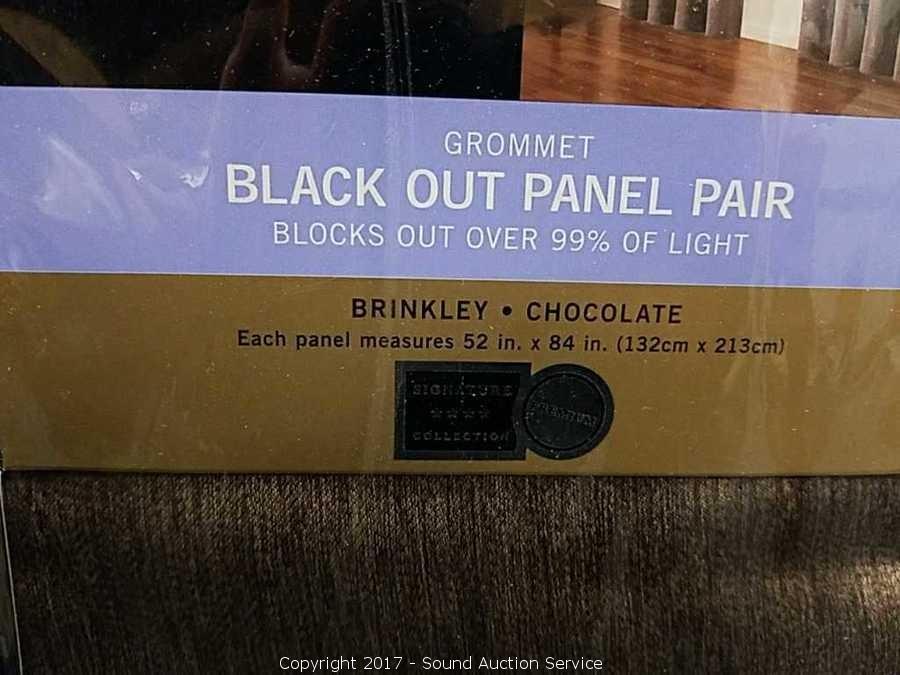 GROMMET
BLACK OUT PANEL PAIR
BLOCKS OUT OVER 99% OF LIGHT
BRINKLEY • CHOCOLATE
Each panel measures 52 in. x 84 in. (132cm x 213cm)
SIGNATURE
COLLECTION
PREMIUM
Copyright 2017 - Sound Auction Service